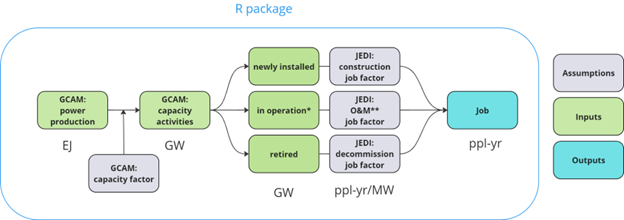 R package
GCAM:
power
production
EJ
GCAM:
capacity factor
GCAM:
capacity
activities
GW
newly installed
in operation*
retired
GW
JEDI:
construction
job factor
JEDI:
O&M**
job factor
JEDI:
decommission
job factor
ppl-yr/MW
Job
ppl-yr
Assumptions
Inputs
Outputs